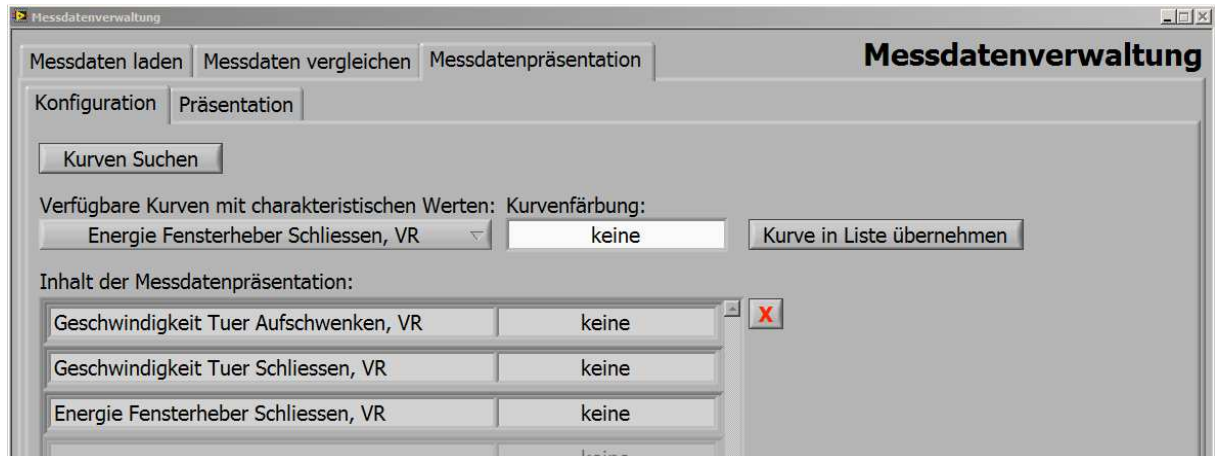 Messdatenverwaltung
Messdaten laden Messdaten vergleichen Messdatenpräsentation Messdatenverwaltung
Konfiguration Präsentation
Kurven Suchen
Verfügbare Kurven mit charakteristischen Werten: Kurvenfärbung:
Energie Fensterheber Schliessen, VR keine Kurve in Liste übernehmen
Inhalt der Messdatenpräsentation:
Geschwindigkeit Tuer Aufschwenken, VR keine X
Geschwindigkeit Tuer Schliessen, VR keine
Energie Fensterheber Schliessen, VR keine
keine